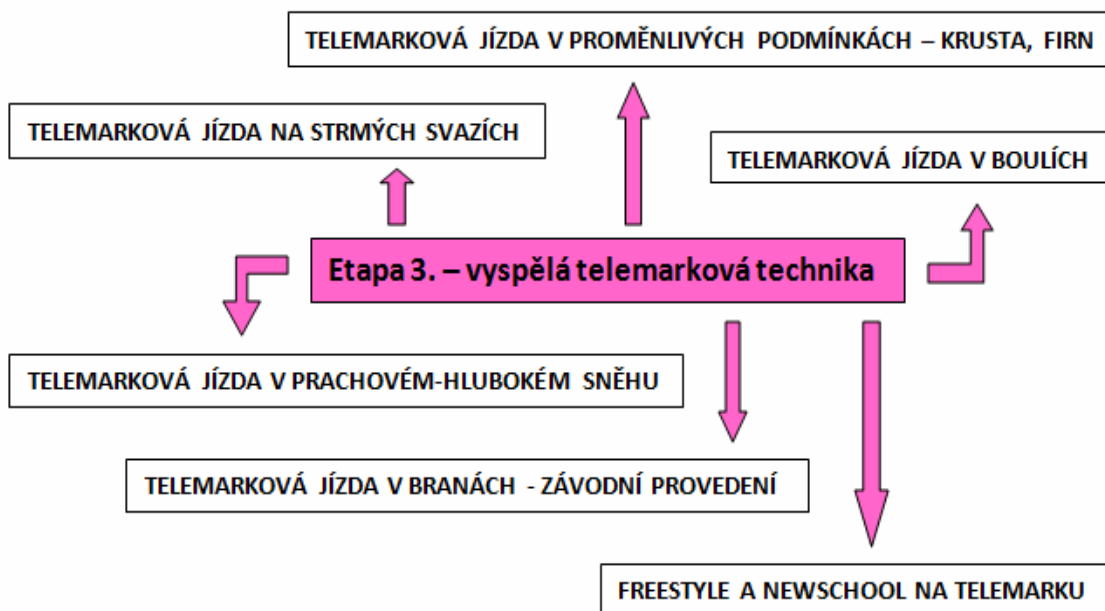 TELEMARKOVÁ JÍZDA V PROMĚNLIVÝCH PODMÍNKÁCH – KRUSTA, FIRN
TELEMARKOVÁ JÍZDA NA STRMÝCH SVAZÍCH
TELEMARKOVÁ JÍZDA V BOULÍCH
Etapa 3. – vyspělá telemarková technika
TELEMARKOVÁ JÍZDA V PRACHOVÉM-HLUBOKÉM SNĚHU
TELEMARKOVÁ JÍZDA V BRANÁCH - ZÁVODNÍ PROVEDENÍ
FREESTYLE A NEWSCHOOL NA TELEMARKU